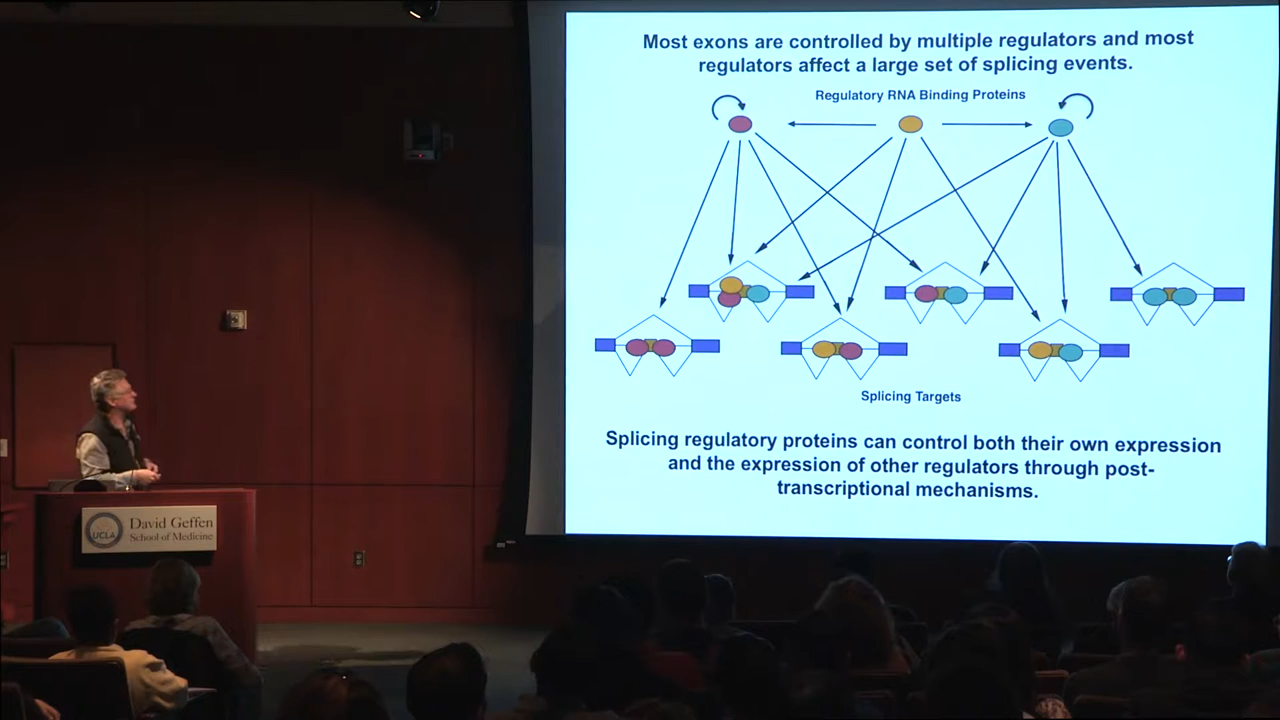 Most exons are controlled by multiple regulators and most
regulators affect a large set of splicing events.
Regulatory RNA Binding Proteins
Splicing Targets
Splicing regulatory proteins can control both their own expression
and the expression of other regulators through post-
transcriptional mechanisms.
UCLA
David Geffen
School of Medicine